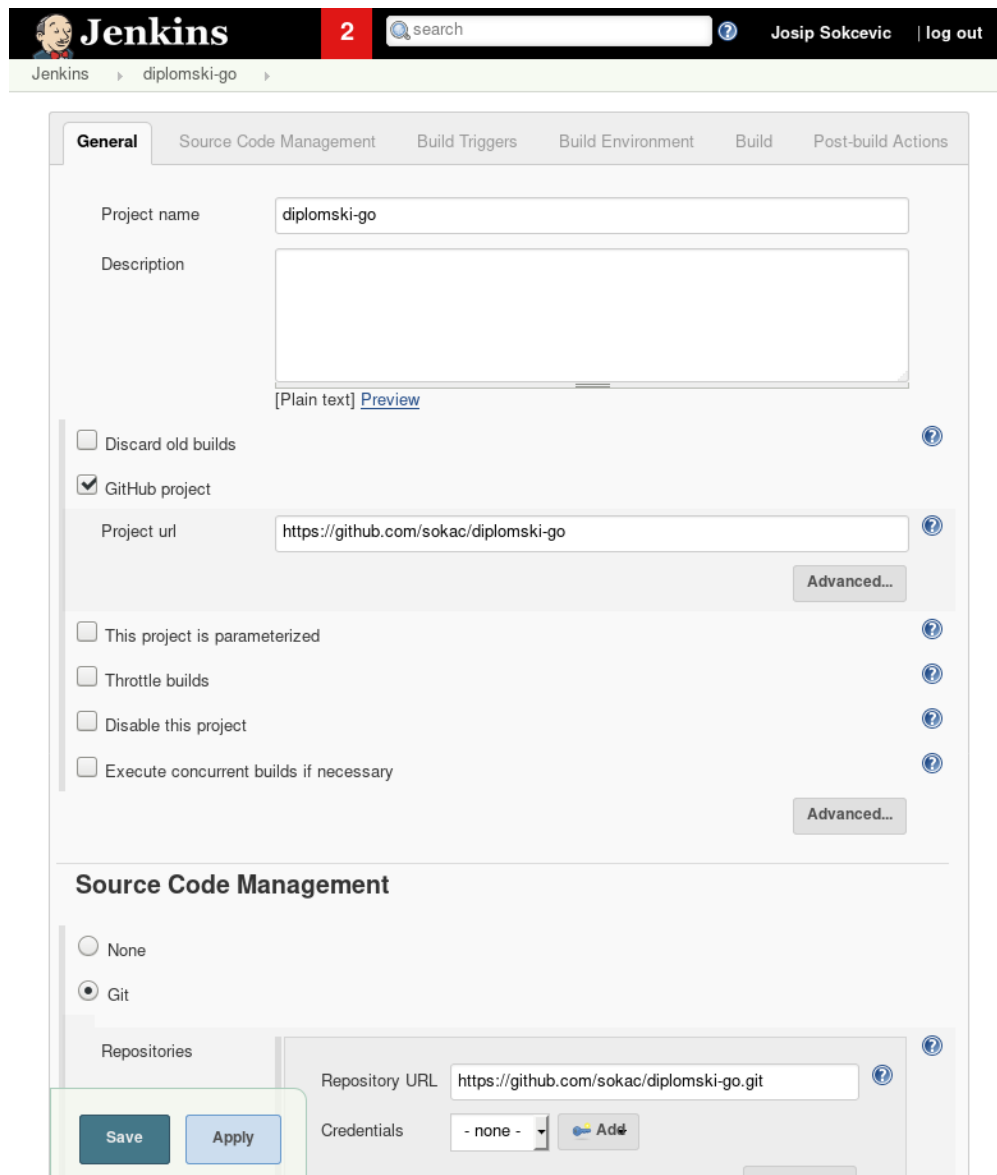 Jenkins 2 search Josip Sokcevic | log out
Jenkins diplomski-go
General Source Code Management Build Triggers Build Environment Build Post-build Actions
Project name diplomski-go
Description
[Plain text] Preview
Discard old builds
GitHub project
Project url https://github.com/sokac/diplomski-go
Advanced...
This project is parameterized
Throttle builds
Disable this project
Execute concurrent builds if necessary
Advanced...
Source Code Management
None
Git
Repositories
Repository URL https://github.com/sokac/diplomski-go.git
Credentials - none - Add
Save Apply